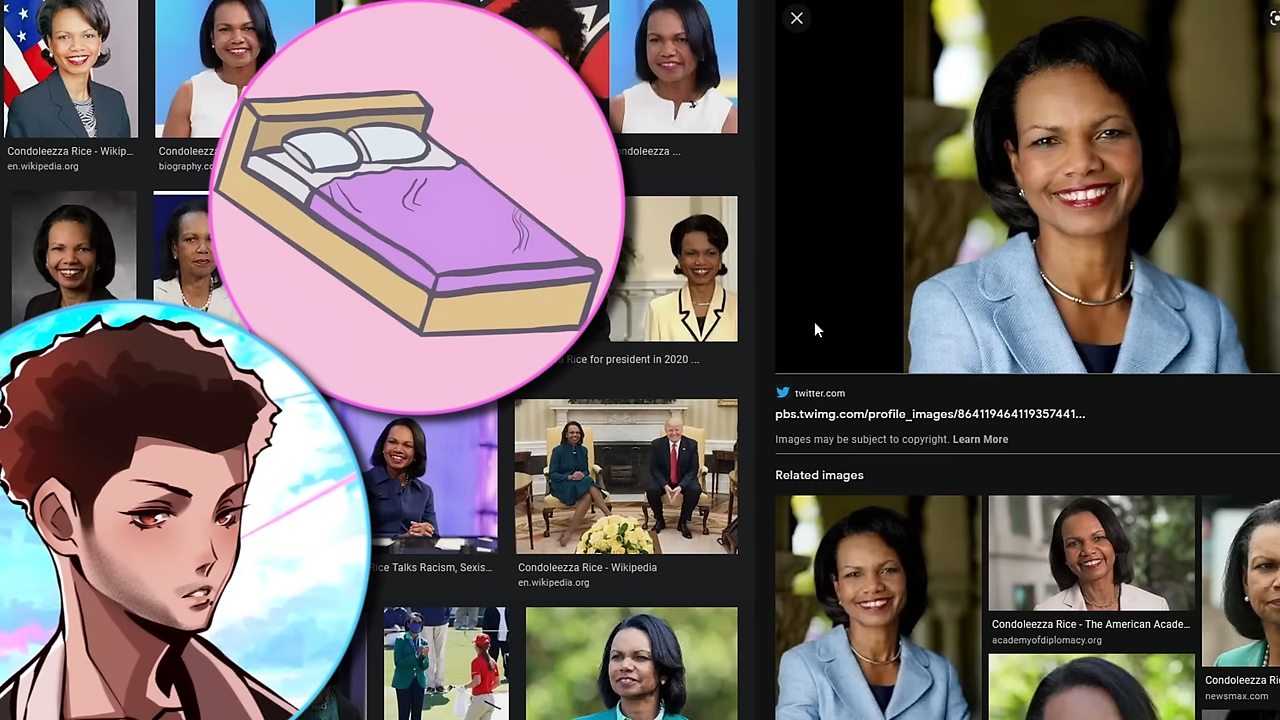 Condoleezza Rice - Wikip...
en.wikipedia.org
Condoleezz
biography.co
ndoleezza ...
Rice for president in 2020 ...
Rice Talks Racism, Sexis...
Condoleezza Rice - Wikipedia
en.wikipedia.org
twitter.com
pbs.twimg.com/profile_images/864119464119357441...
Images may be subject to copyright. Learn More
Related images
Condoleezza Rice - The American Acade...
academyofdiplomacy.org
Condoleezza Ri
newsmax.com